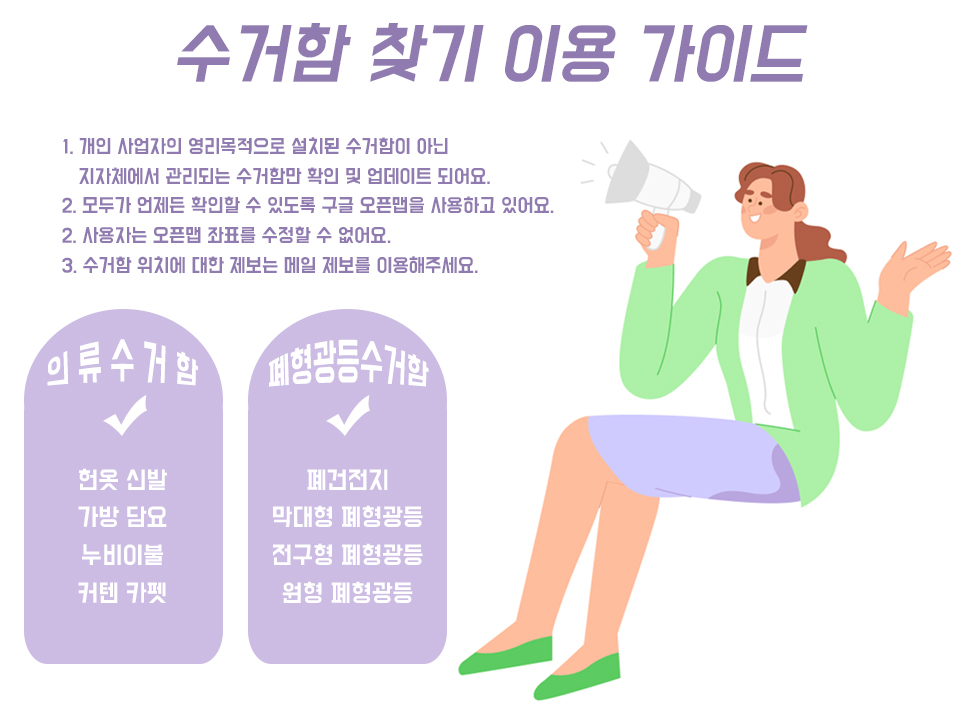 수거함 찾기 이용 가이드
1. 개인 사업자의 영리목적으로 설치된 수거함이 아닌
지자체에서 관리되는 수거함만 확인 및 업데이트 되어요.
2. 모두가 언제든 확인할 수 있도록 구글 오픈맵을 사용하고 있어요.
2. 사용자는 오픈맵 좌표를 수정할 수 없어요.
3. 수거함 위치에 대한 제보는 메일 제보를 이용해주세요.
의류수거함
헌옷 신발
가방 담요
누비이불
커텐 카펫
폐형광등수거함
폐건전지
막대형 폐형광등
전구형 폐형광등
원형 폐형광등